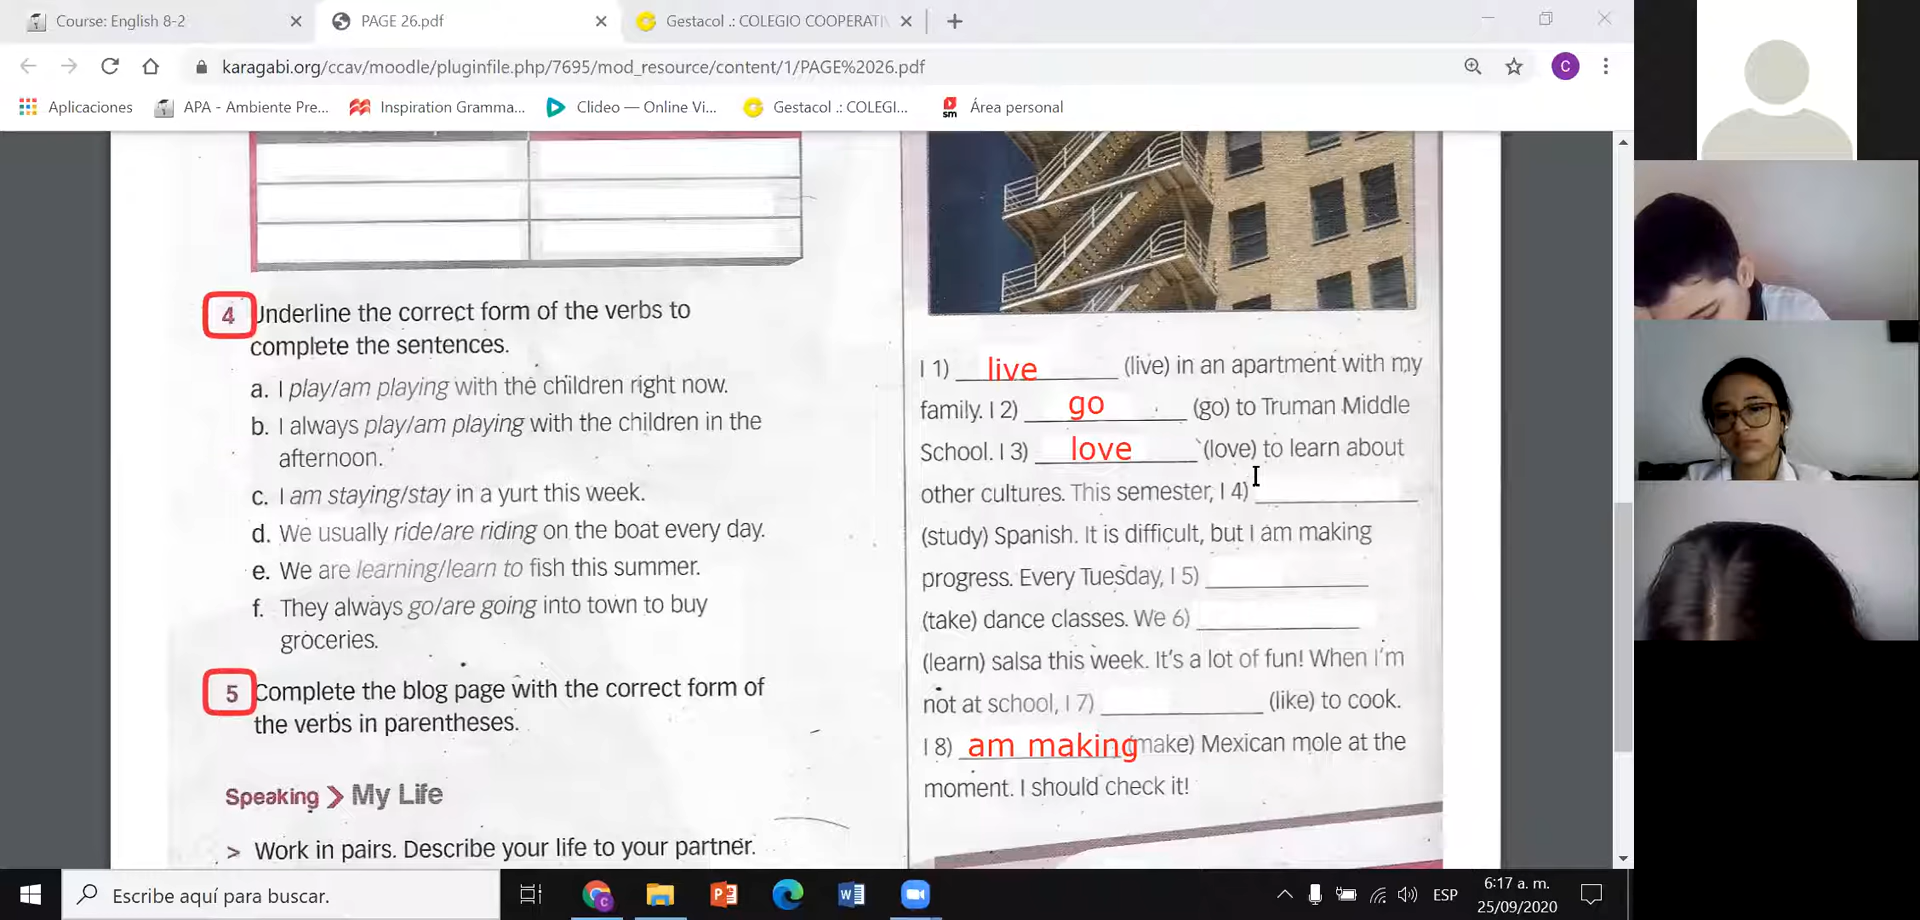 Course: English 8-2
PAGE 26.pdf
Gestacol .: COLEGIO COOPERATI
karagabi.org/ccav/moodle/pluginfile.php/7695/mod_resource/content/1/PAGE%2026.pdf
C
Aplicaciones
APA - Ambiente Pre...
Inspiration Gramma...
Clideo — Online Vi...
Gestacol .: COLEGI...
sm
Área personal
4 Underline the correct form of the verbs to
complete the sentences.
a. I play/am playing with the children right now.
b. I always play/am playing with the children in the
afternoon.
c. I am staying/stay in a yurt this week.
d. We usually ride/are riding on the boat every day.
e. We are learning/learn to fish this summer.
f. They always go/are going into town to buy
groceries.
5 Complete the blog page with the correct form of
the verbs in parentheses.
Speaking > My Life
> Work in pairs. Describe your life to your partner.
I 1) live (live) in an apartment with my
family. I 2) go (go) to Truman Middle
School. I 3) love (love) to learn about
other cultures. This semester, I 4)
(study) Spanish. It is difficult, but I am making
progress. Every Tuesday, I 5)
(take) dance classes. We 6)
(learn) salsa this week. It's a lot of fun! When I'm
not at school, I 7) (like) to cook.
I 8) am making (make) Mexican mole at the
moment. I should check it!
Escribe aquí para buscar.
ESP
6:17 a. m.
25/09/2020